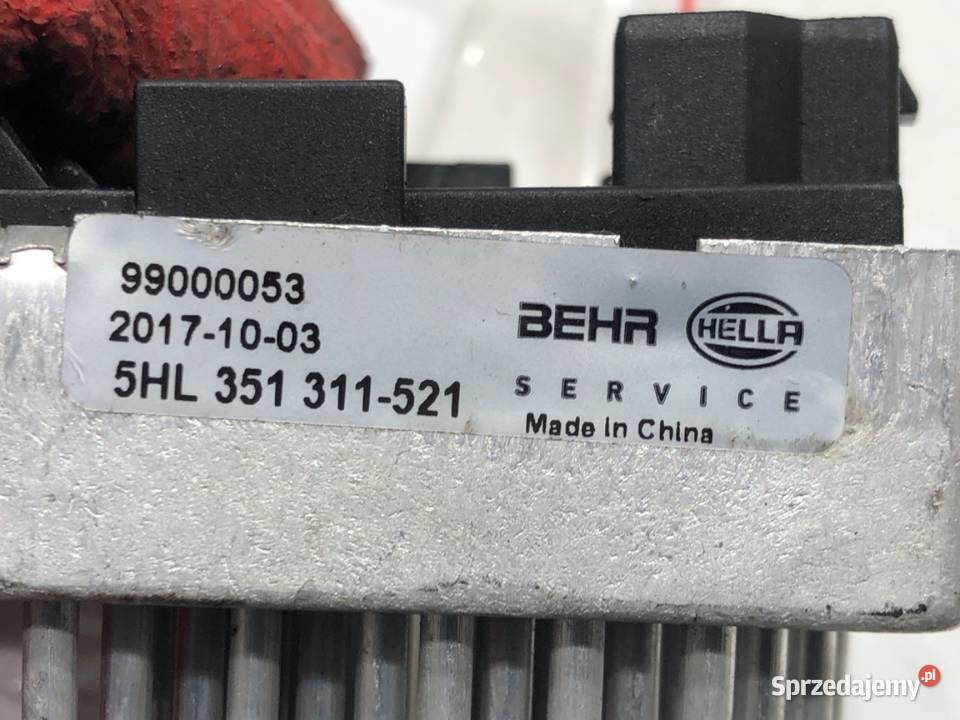 99000053
2017-10-03
5HL 351 311-521
BEHR HELLA
SERVICE
Made in China
Sprzedajemy.pl